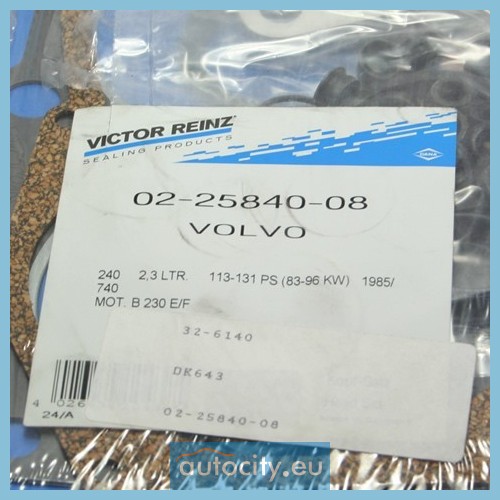 VICTOR REINZ®
SEALING PRODUCTS
DANA
02-25840-08
VOLVO
240 2,3 LTR. 113-131 PS (83-96 KW) 1985/
740
MOT. B 230 E/F
32-6140
DK643
02-25840-08
4 026
24/A
autocity.eu